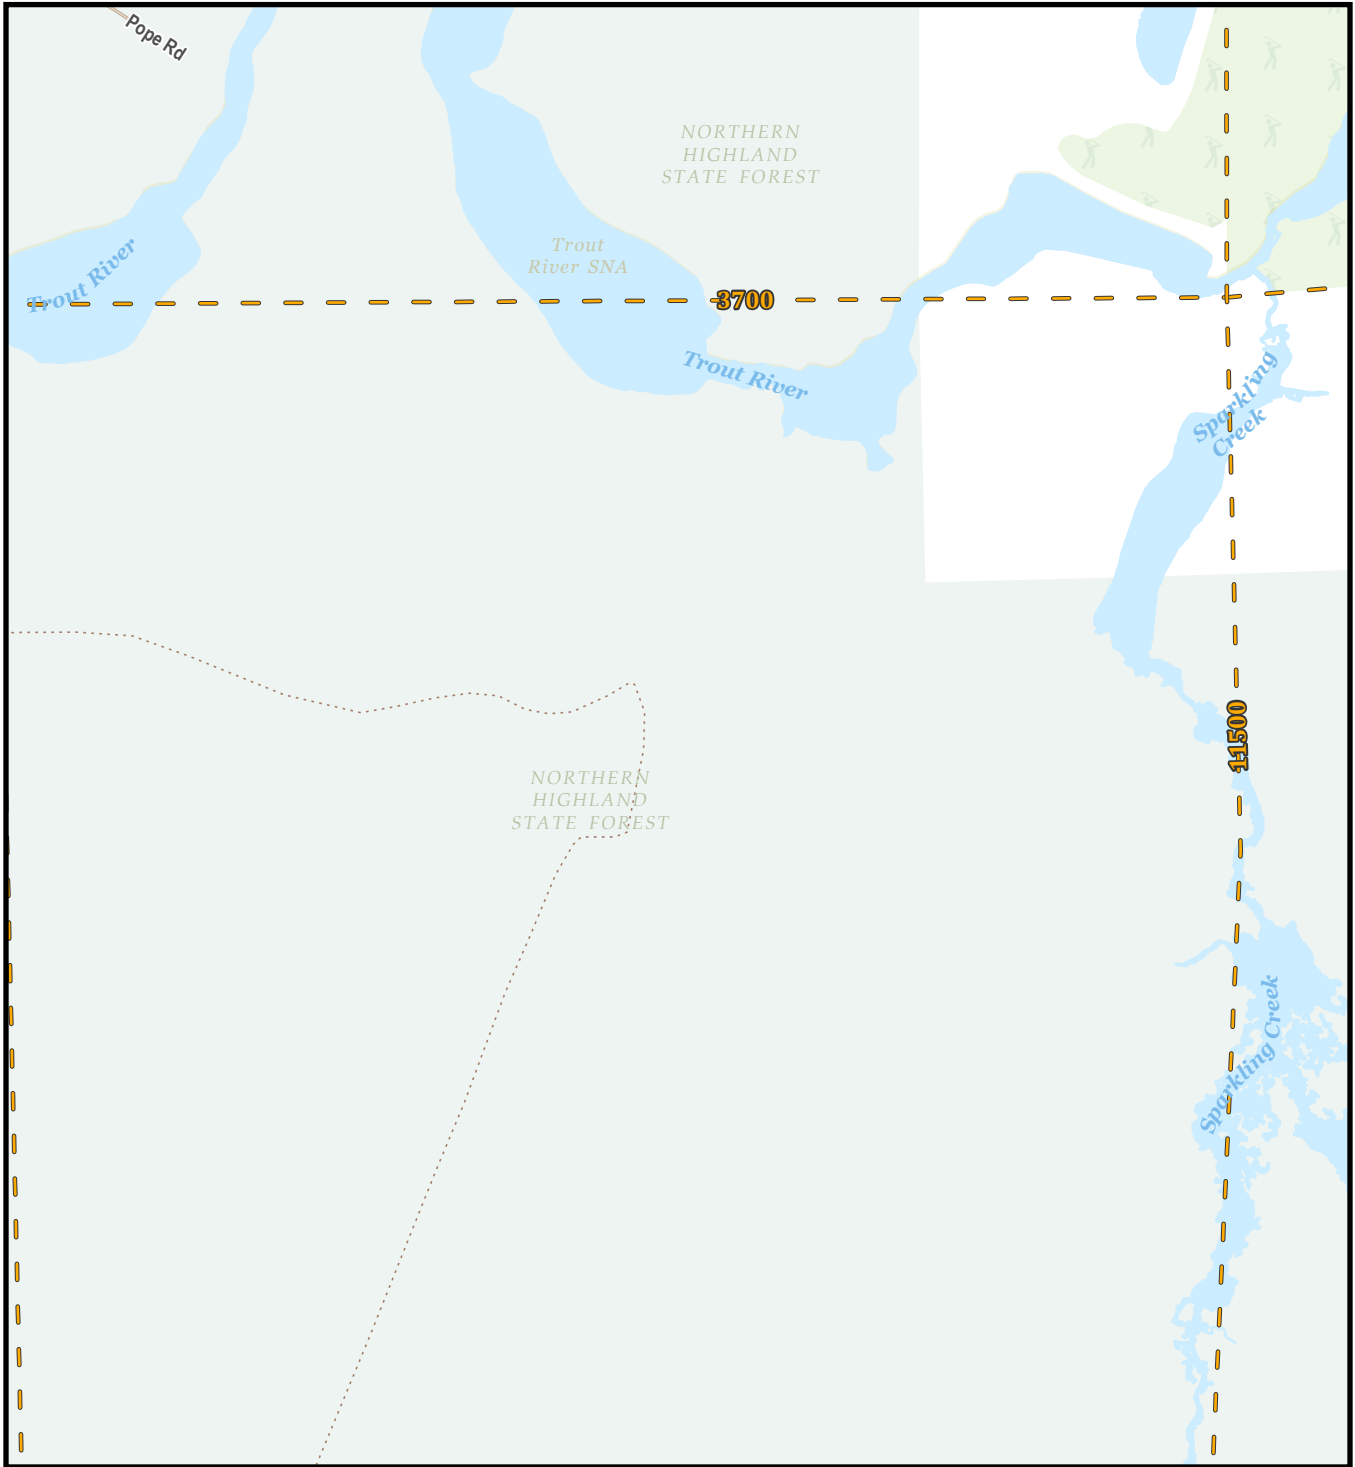 Pope Rd
NORTHERN
HIGHLAND
STATE FOREST
Trout
River SNA
Trout River
3700
Trout River
Sparkling
Creek
11500
NORTHERN
HIGHLAND
STATE FOREST
Sparkling Creek